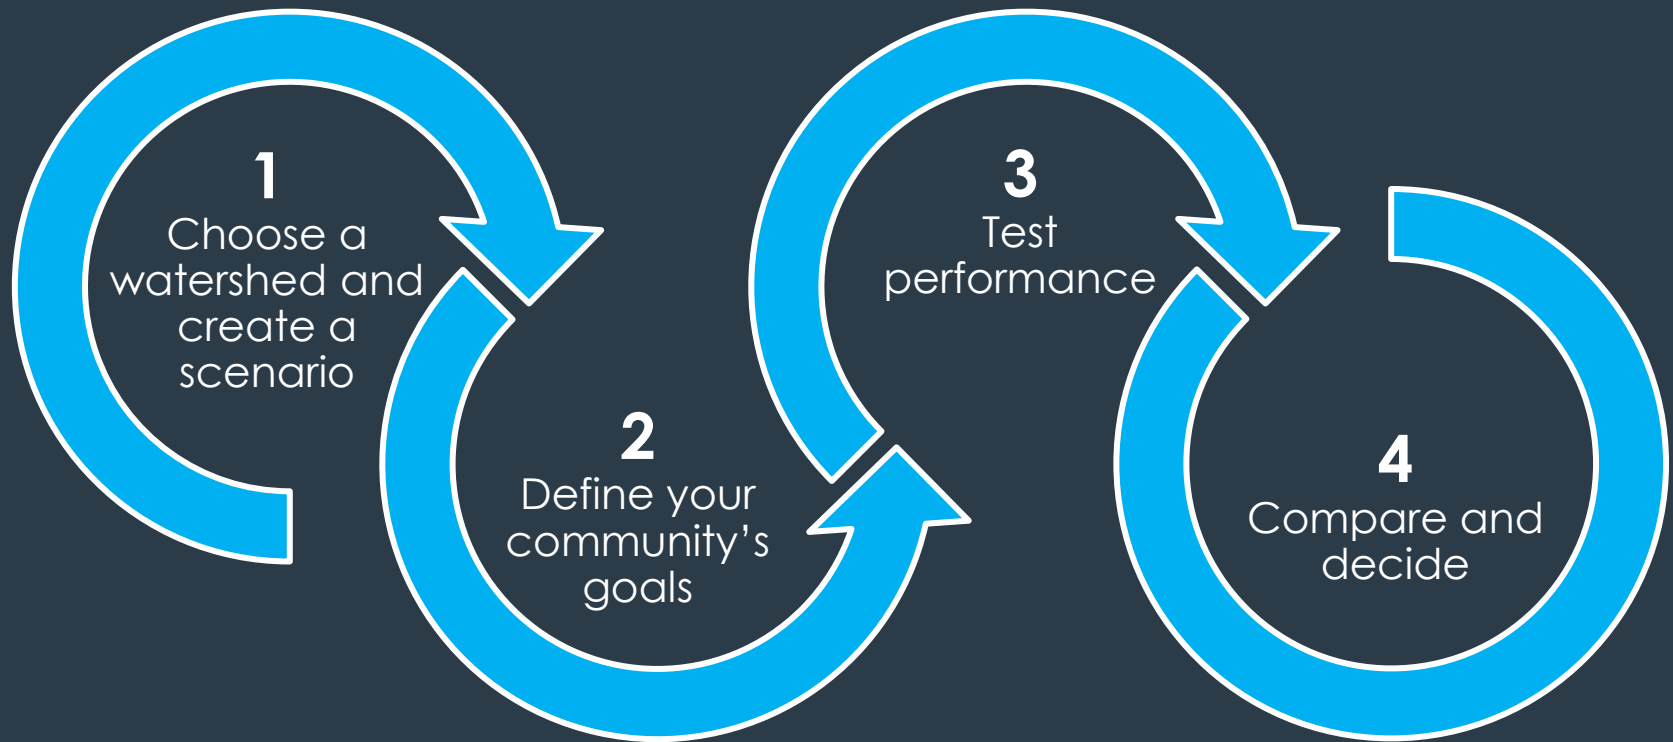 1
Choose a
watershed and
create a
scenario
2
Define your
community’s
goals
3
Test
performance
4
Compare and
decide